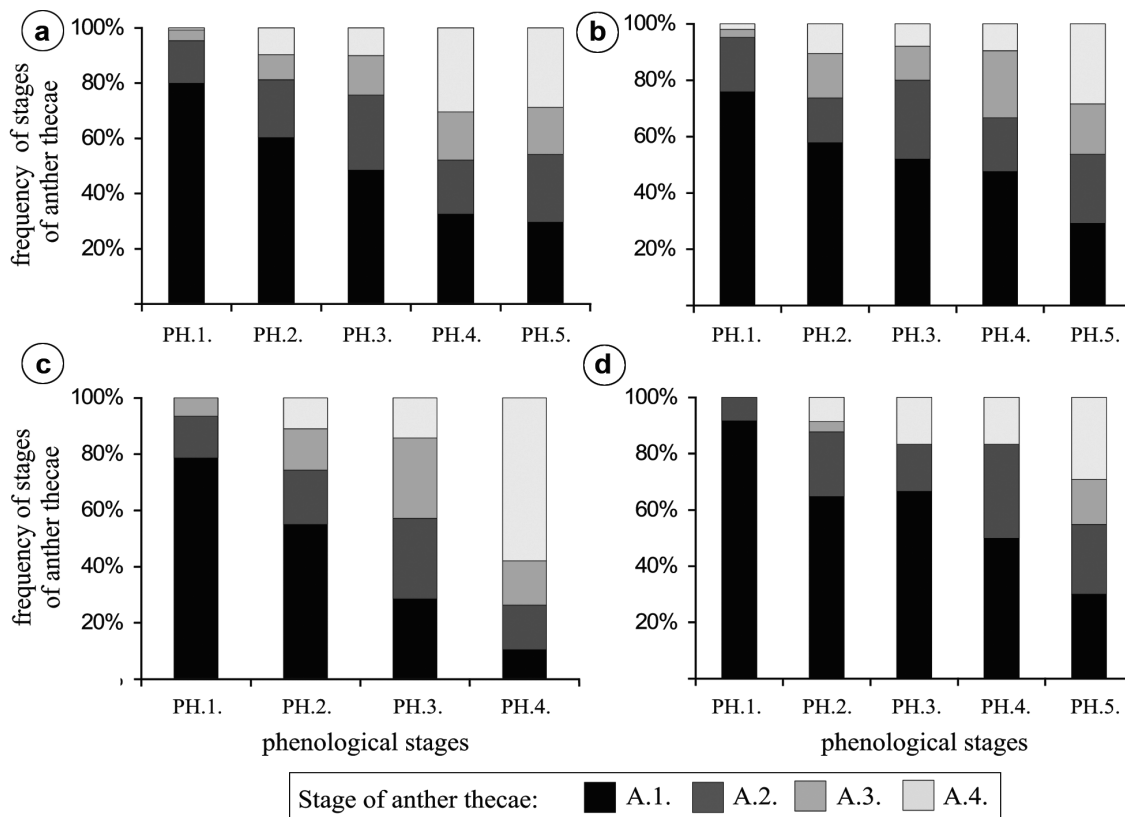 a
100%
80%
60%
40%
20%
frequency of stages
of anther thecae
PH.1. PH.2. PH.3. PH.4. PH.5.
b
100%
80%
60%
40%
20%
PH.1. PH.2. PH.3. PH.4. PH.5.
c
100%
80%
60%
40%
20%
frequency of stages
of anther thecae
PH.1. PH.2. PH.3. PH.4.
phenological stages
d
100%
80%
60%
40%
20%
PH.1. PH.2. PH.3. PH.4. PH.5.
phenological stages
Stage of anther thecae: A.1. A.2. A.3. A.4.